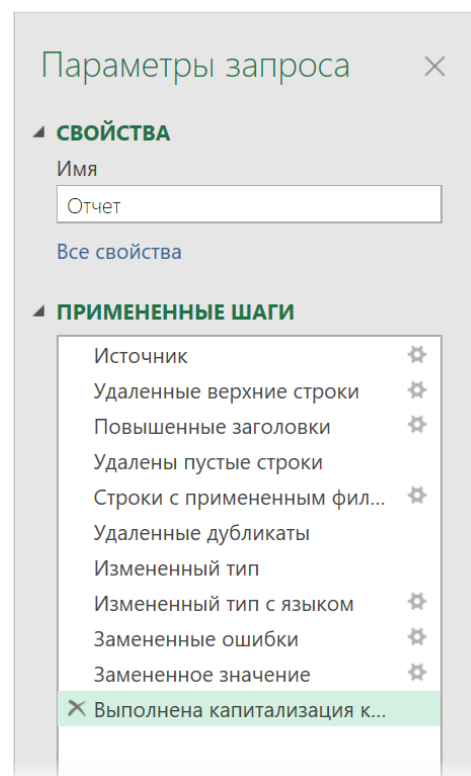 Параметры запроса
СВОЙСТВА
Имя
Отчет
Все свойства
ПРИМЕНЕННЫЕ ШАГИ
Источник
Удаленные верхние строки
Повышенные заголовки
Удалены пустые строки
Строки с примененным фил...
Удаленные дубликаты
Измененный тип
Измененный тип с языком
Замененные ошибки
Замененное значение
Выполнена капитализация к...